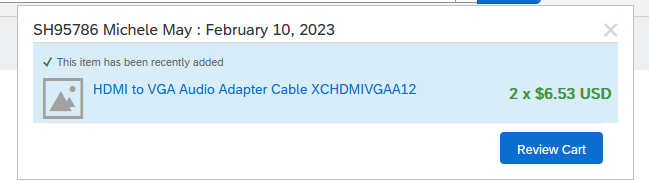 SH95786 Michele May : February 10, 2023
This item has been recently added
HDMI to VGA Audio Adapter Cable XCHDMIVGAA12
2 x $6.53 USD
Review Cart